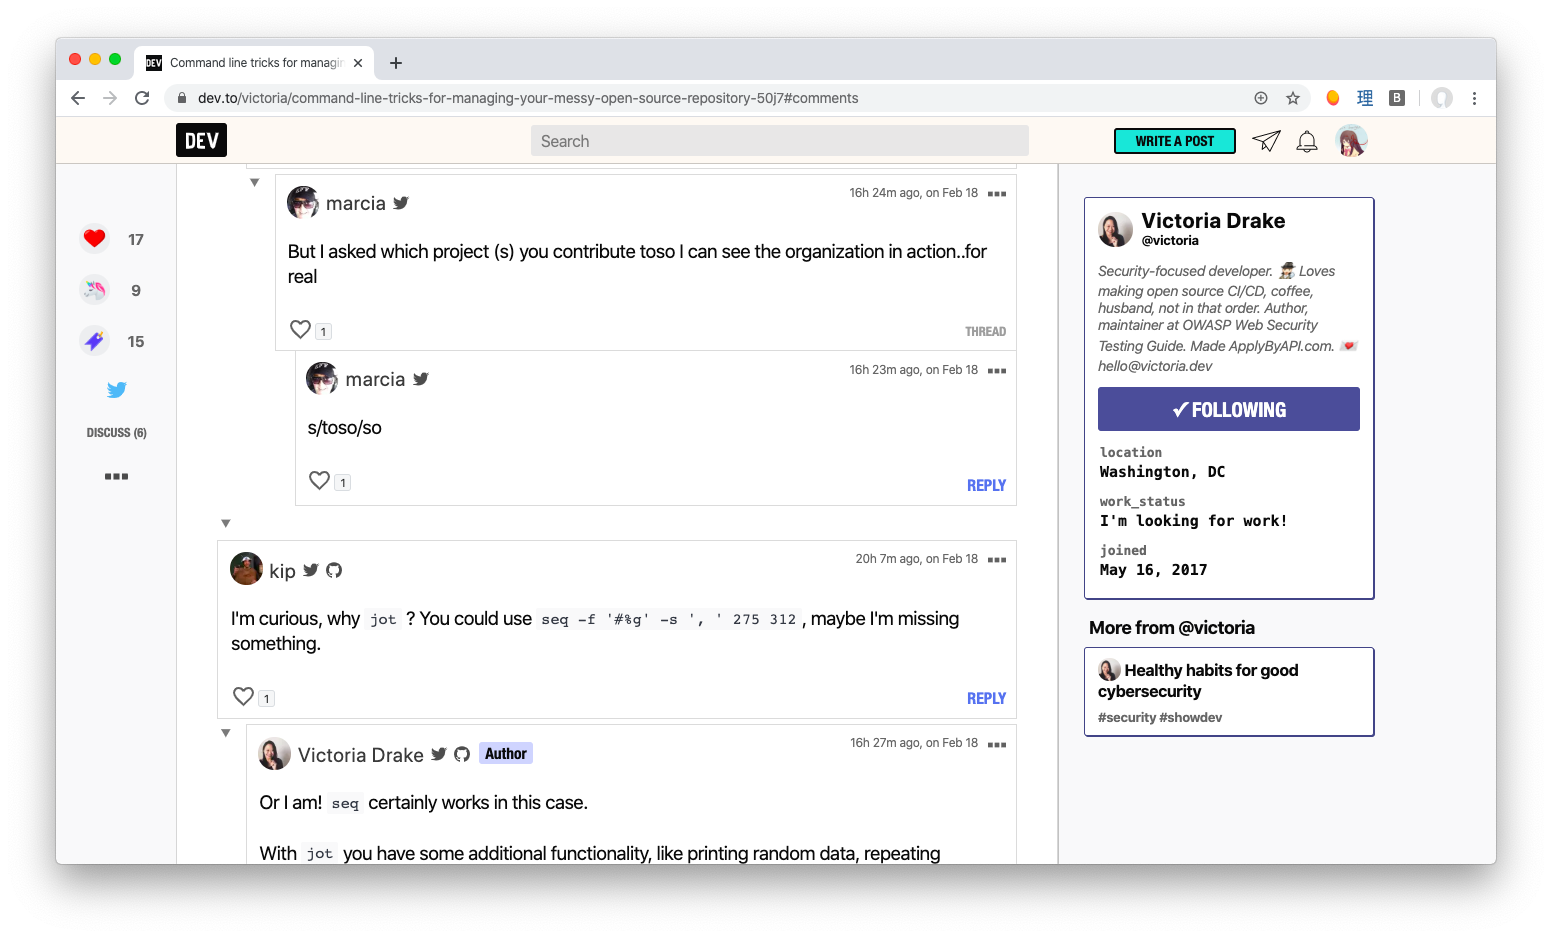 DEV
Command line tricks for managin
dev.to/victoria/command-line-tricks-for-managing-your-messy-open-source-repository-50j7#comments
理
B
DEV
Search
WRITE A POST
17
9
15
DISCUSS (6)
marcia
16h 24m ago, on Feb 18
But I asked which project (s) you contribute toso I can see the organization in action..for
real
1
THREAD
marcia
16h 23m ago, on Feb 18
s/toso/so
1
REPLY
kip
20h 7m ago, on Feb 18
I'm curious, why jot ? You could use seq -f '#%g' -s ', ' 275 312 , maybe I'm missing
something.
1
REPLY
Victoria Drake Author
16h 27m ago, on Feb 18
Or I am! seq certainly works in this case.
With jot you have some additional functionality, like printing random data, repeating
Victoria Drake
@victoria
Security-focused developer. 🕵 Loves
making open source CI/CD, coffee,
husband, not in that order. Author,
maintainer at OWASP Web Security
Testing Guide. Made ApplyByAPI.com. 💌
hello@victoria.dev
✓ FOLLOWING
location
Washington, DC
work_status
I'm looking for work!
joined
May 16, 2017
More from @victoria
Healthy habits for good
cybersecurity
#security #showdev